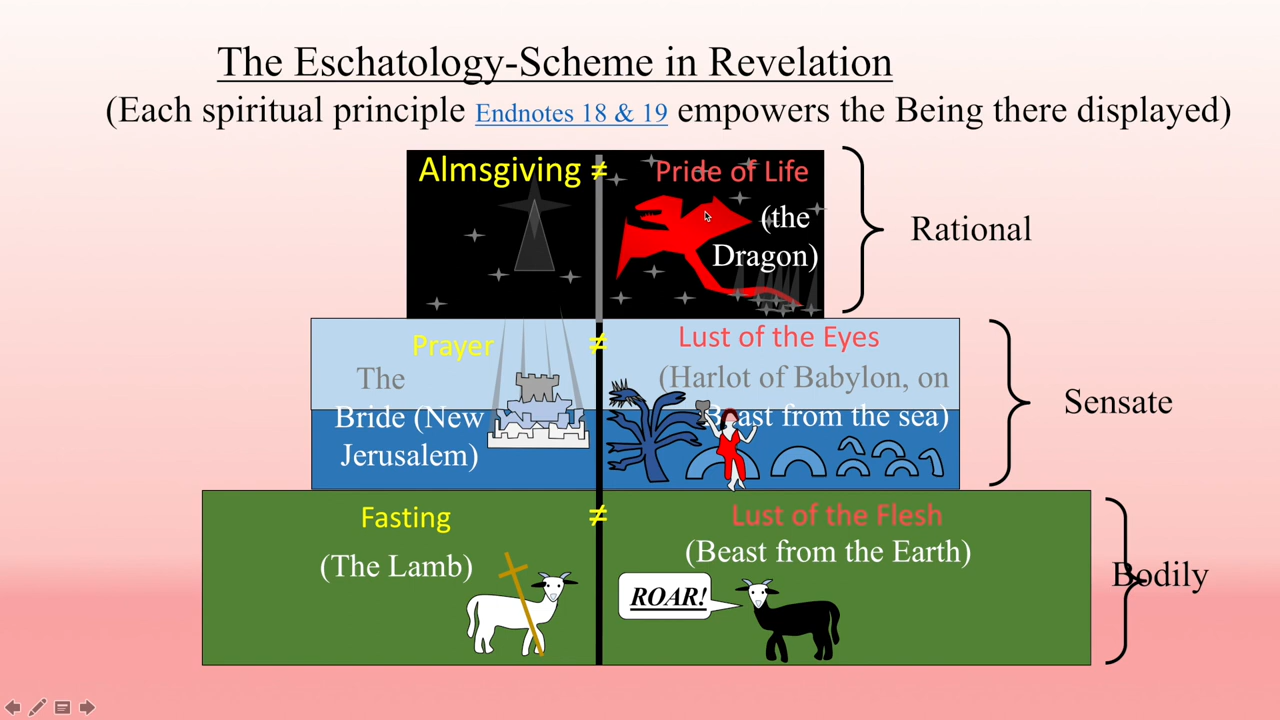 The Eschatology-Scheme in Revelation
(Each spiritual principle Endnotes 18 & 19 empowers the Being there displayed)
Almsgiving ≠ Pride of Life
(the
Dragon)
Rational
Prayer ≠ Lust of the Eyes
The
Bride (New
Jerusalem)
(Harlot of Babylon, on
Beast from the sea)
Sensate
Fasting ≠ Lust of the Flesh
(The Lamb)
(Beast from the Earth)
ROAR!
Bodily